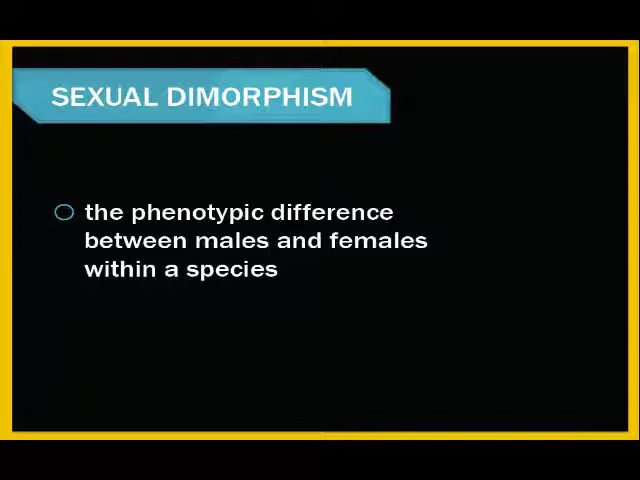 SEXUAL DIMORPHISM
the phenotypic difference
between males and females
within a species